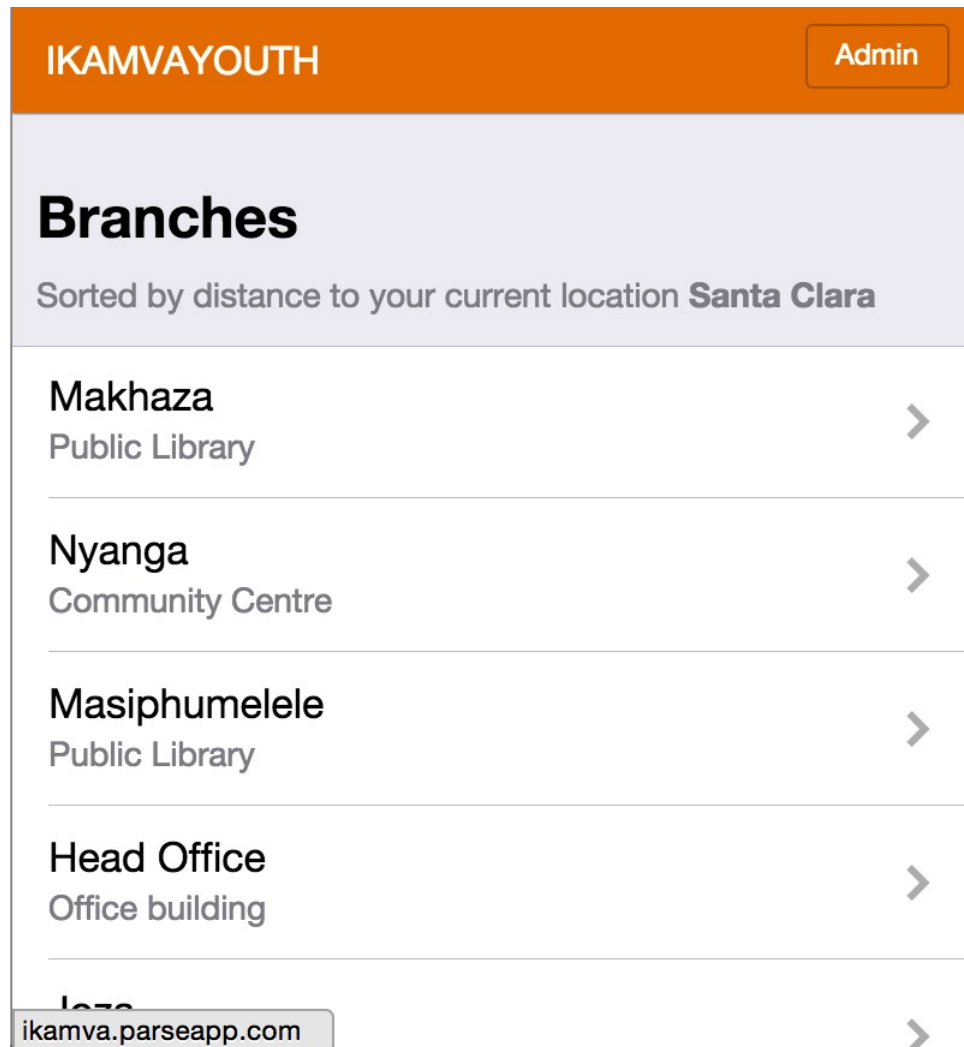 IKAMVAYOUTH
Admin
Branches
Sorted by distance to your current location Santa Clara
Makhaza
Public Library
Nyanga
Community Centre
Masiphumelele
Public Library
Head Office
Office building
Joza
ikamva.parseapp.com